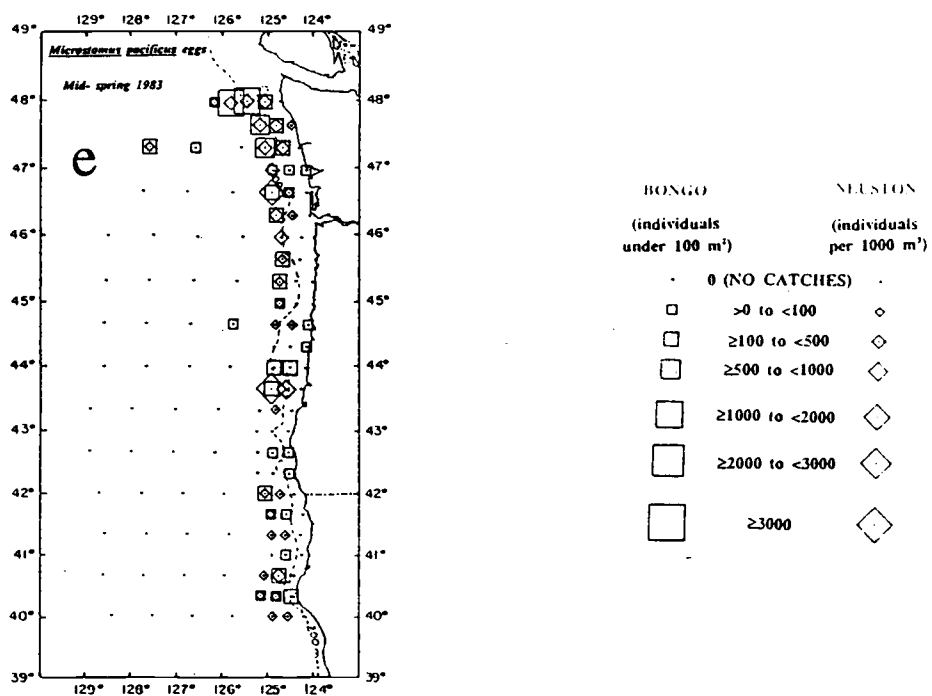 129° 128° 127° 126° 125° 124°
49° 49°
Microstomus pacificus eggs
Mid- spring 1983
48° 48°
e
47° 47°
46° 46°
45° 45°
44° 44°
43° 43°
42° 42°
41° 41°
40° 40°
39° 39°
129° 128° 127° 126° 125° 124°
BONGO NEUSTON
(individuals (individuals
under 100 m²) per 1000 m³)
0 (NO CATCHES)
>0 to <100
≥100 to <500
≥500 to <1000
≥1000 to <2000
≥2000 to <3000
≥3000